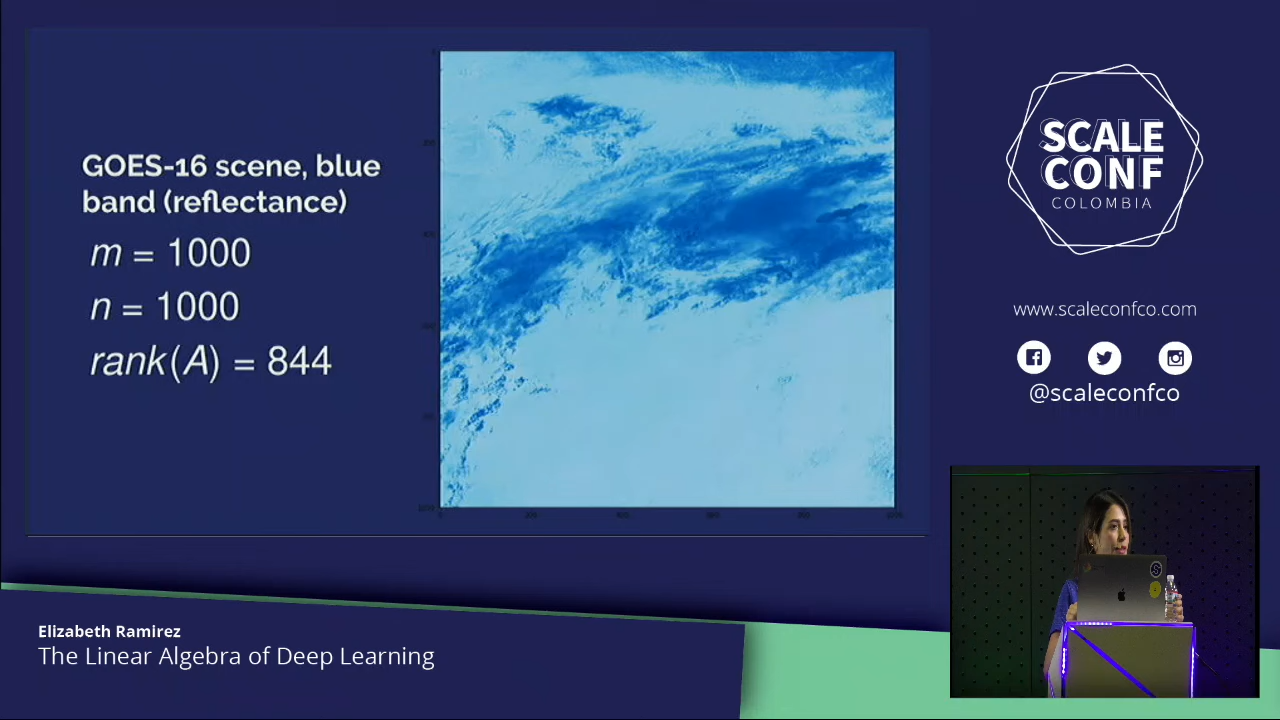 GOES-16 scene, blue
band (reflectance)
m = 1000
n = 1000
rank(A) = 844
SCALE
CONF
COLOMBIA
www.scaleconfco.com
@scaleconfco
Elizabeth Ramirez
The Linear Algebra of Deep Learning